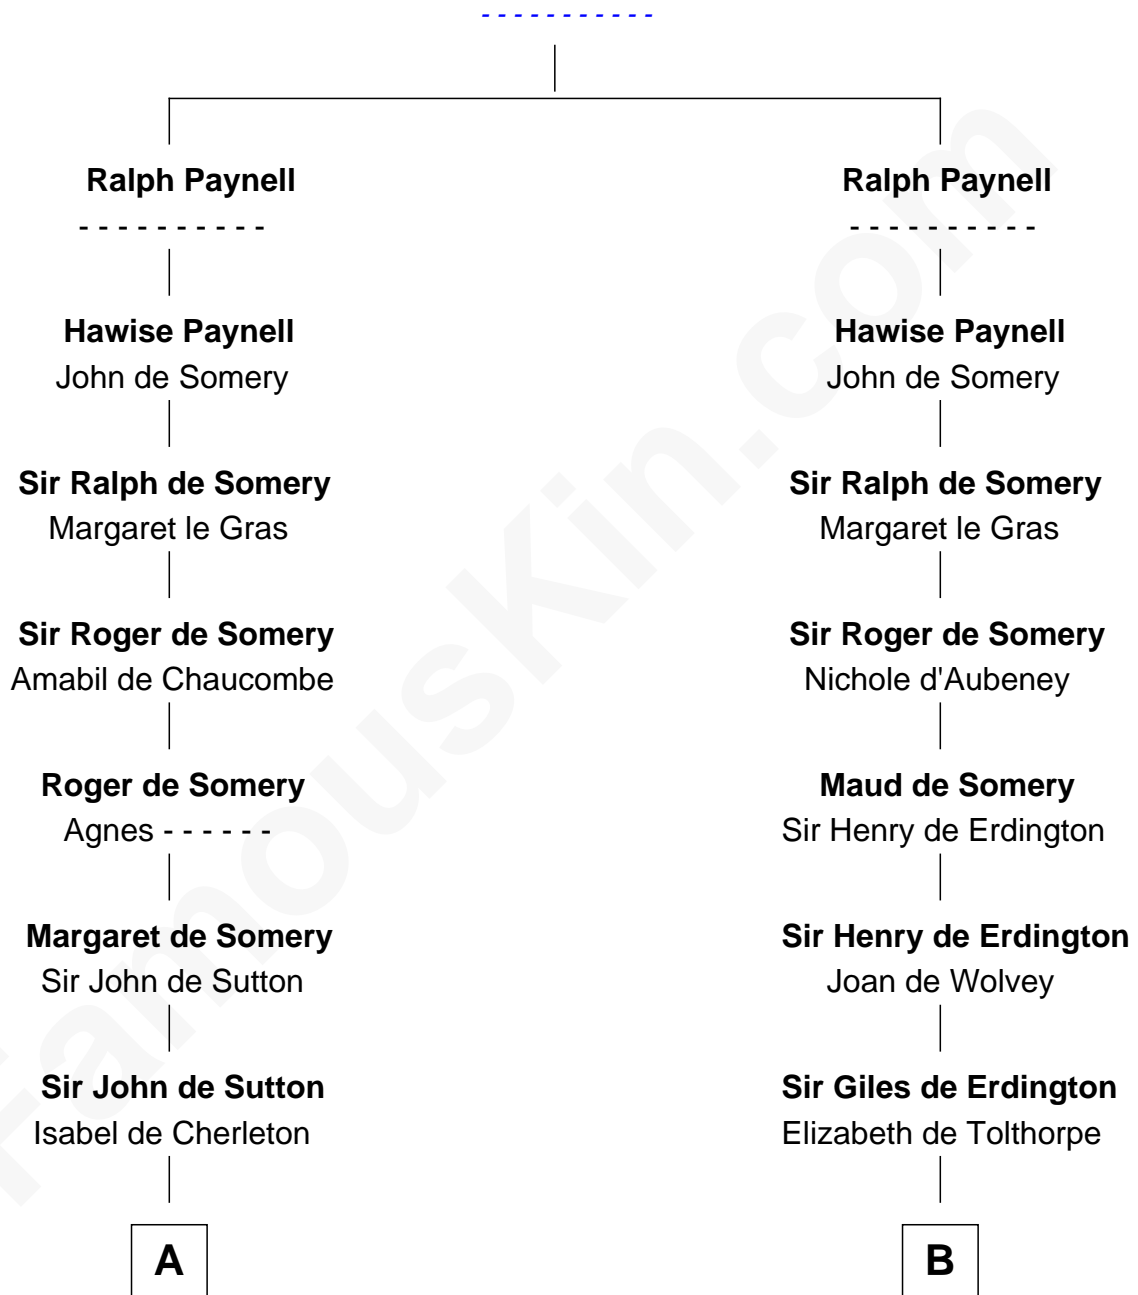 - - - - - - - - - - -
Ralph Paynell Ralph Paynell
- - - - - - - - - - - - - - - - - - - -
Hawise Paynell Hawise Paynell
John de Somery John de Somery
Sir Ralph de Somery Sir Ralph de Somery
Margaret le Gras Margaret le Gras
Sir Roger de Somery Sir Roger de Somery
Amabil de Chaucombe Nichole d'Aubeney
Roger de Somery Maud de Somery
Agnes - - - - - - Sir Henry de Erdington
Margaret de Somery Sir Henry de Erdington
Sir John de Sutton Joan de Wolvey
Sir John de Sutton Sir Giles de Erdington
Isabel de Cherleton Elizabeth de Tolthorpe
A B
FamousKin.com